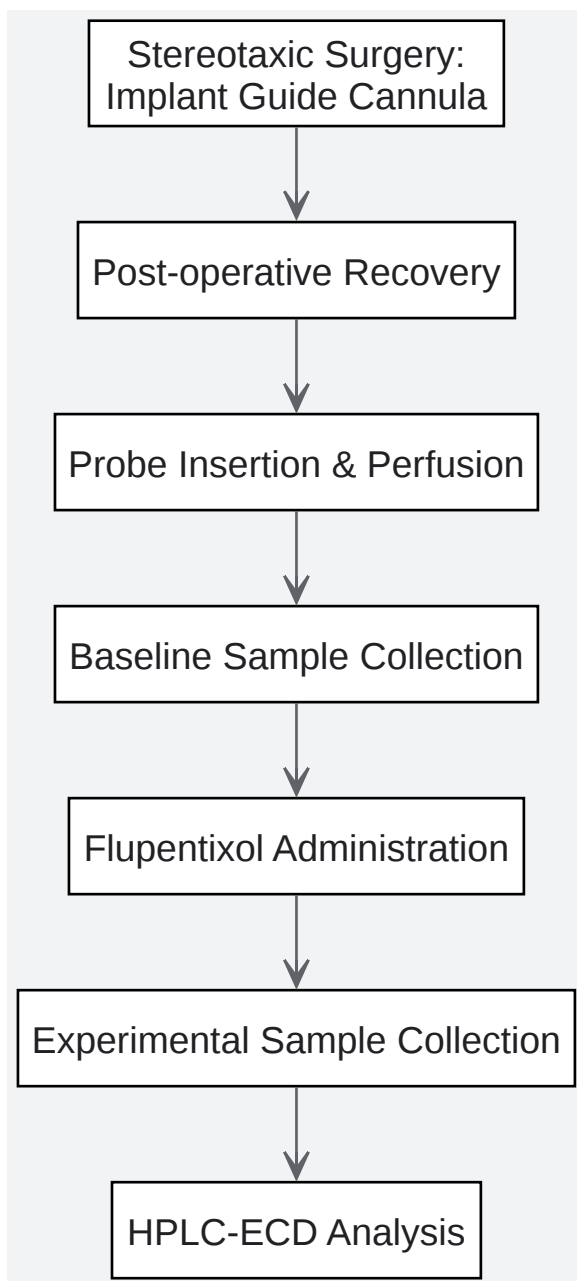 Stereotaxic Surgery:
Implant Guide Cannula
Post-operative Recovery
Probe Insertion & Perfusion
Baseline Sample Collection
Flupentixol Administration
Experimental Sample Collection
HPLC-ECD Analysis